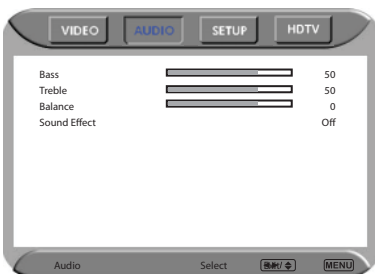 VIDEO AUDIO SETUP HDTV
Bass 50
Treble 50
Balance 0
Sound Effect Off
Audio Select MENU